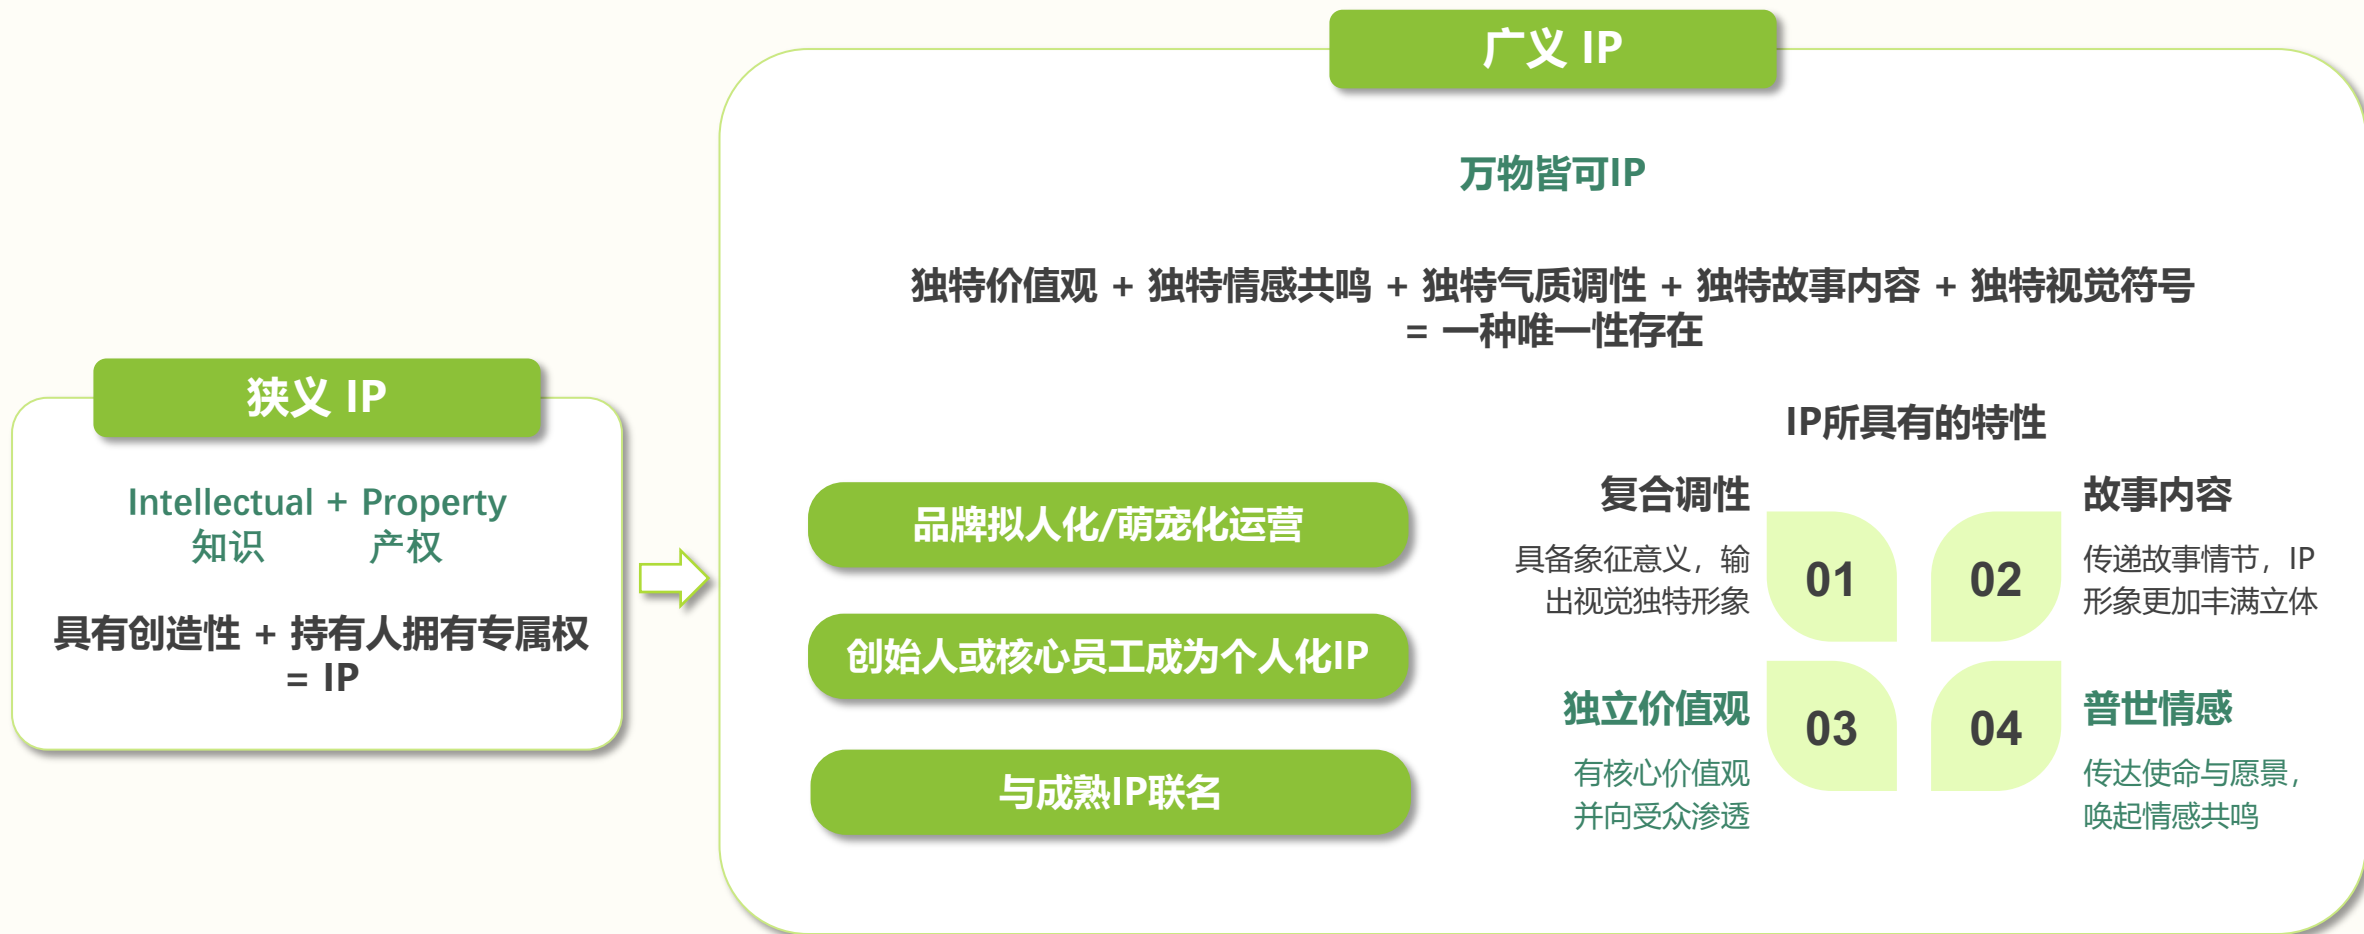 狭义 IP
Intellectual + Property
知识 产权
具有创造性 + 持有人拥有专属权
= IP
广义 IP
万物皆可IP
独特价值观 + 独特情感共鸣 + 独特气质调性 + 独特故事内容 + 独特视觉符号
= 一种唯一性存在
品牌拟人化/萌宠化运营
创始人或核心员工成为个人化IP
与成熟IP联名
IP所具有的特性
复合调性
具备象征意义，输
出视觉独特形象
01
02
故事内容
传递故事情节，IP
形象更加丰满立体
独立价值观
有核心价值观
并向受众渗透
03
04
普世情感
传达使命与愿景，
唤起情感共鸣